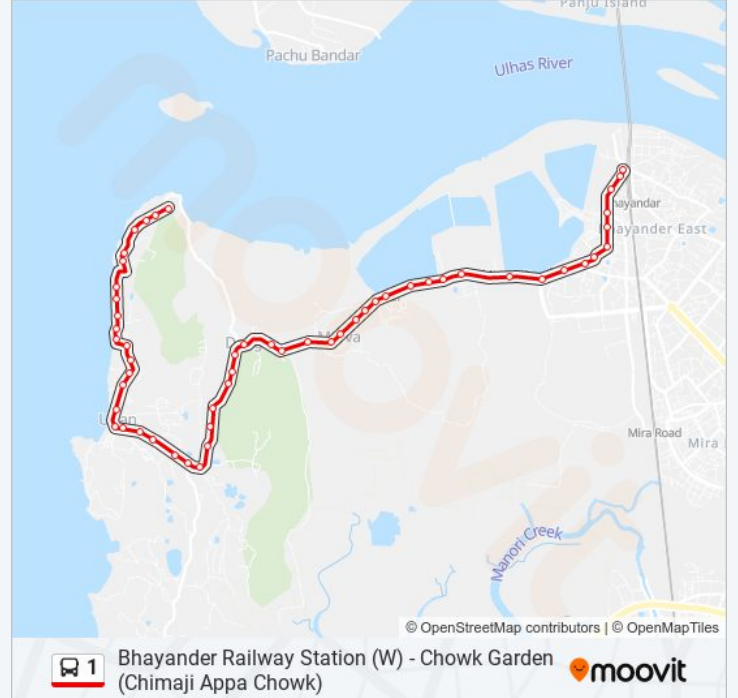 Panju Island
Pachu Bandar
Ulhas River
Bhayander East
Mira Road
Mira
Manori Creek
© OpenStreetMap contributors | © OpenMapTiles
1 Bhayander Railway Station (W) - Chowk Garden
(Chimaji Appa Chowk)
moovit